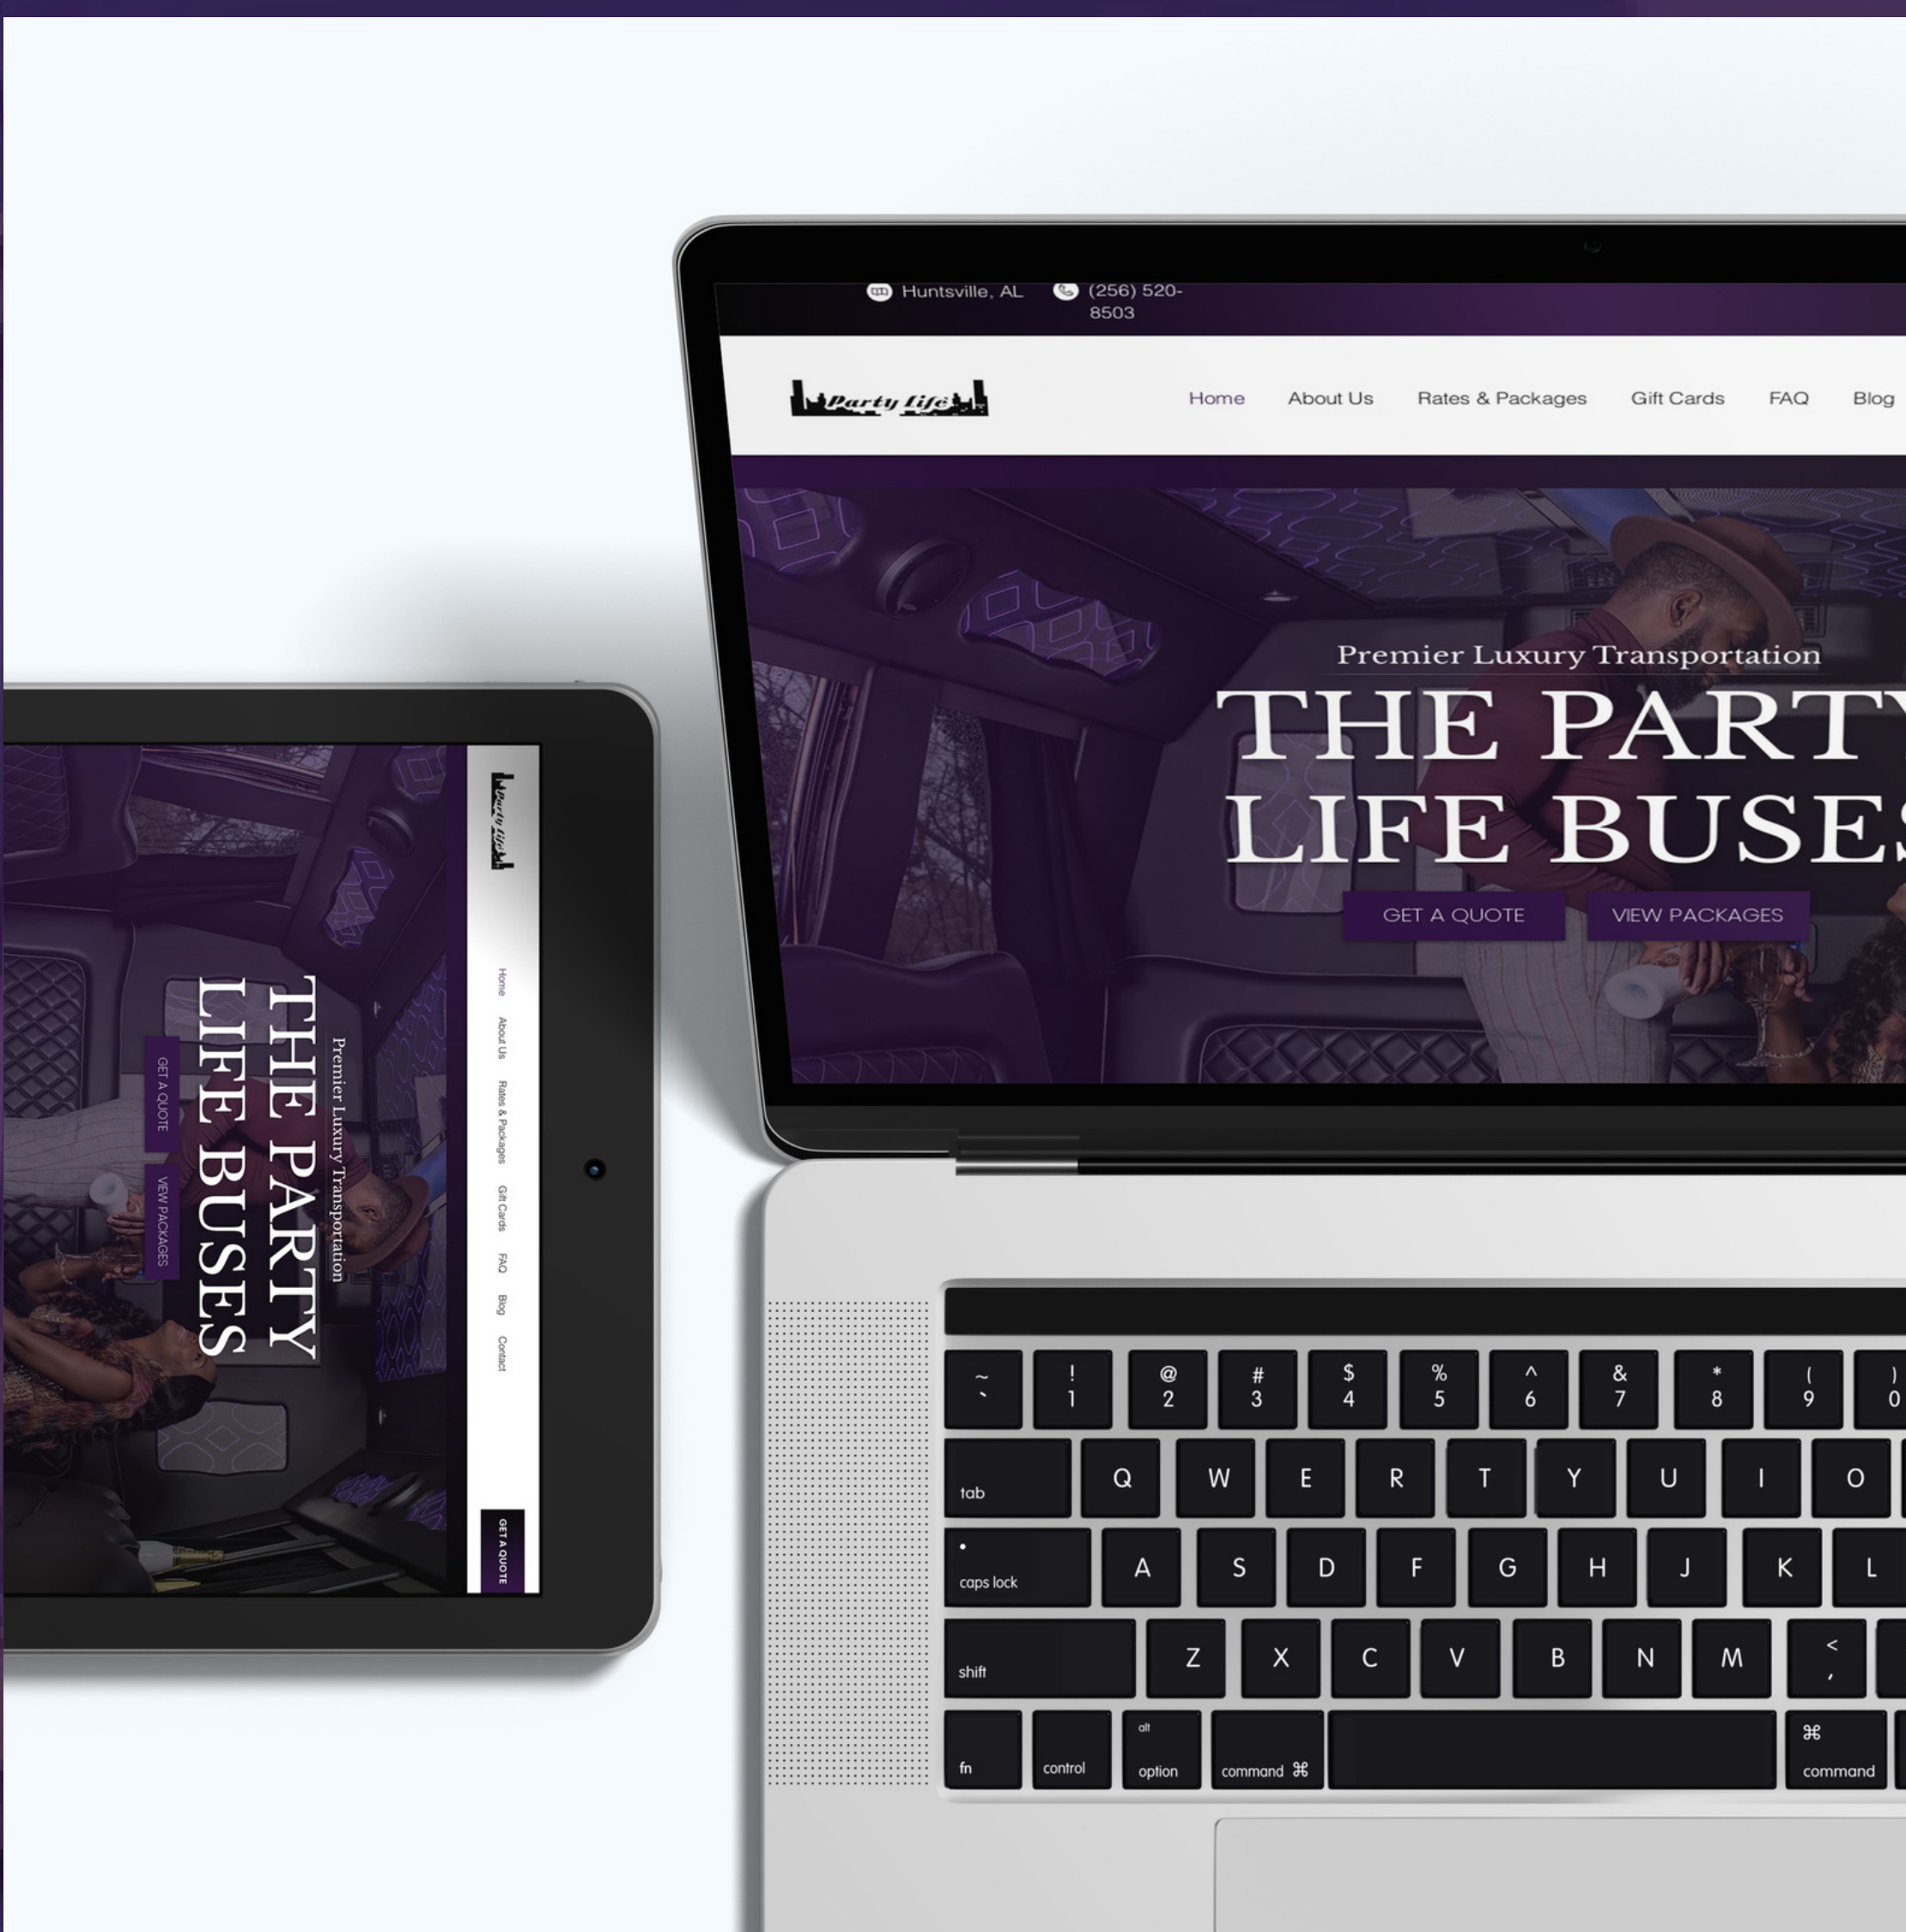 Huntsville, AL
(256) 520-
8503
Party Life
Home About Us Rates & Packages Gift Cards FAQ Blog
Premier Luxury Transportation
THE PARTY
LIFE BUSES
GET A QUOTE VIEW PACKAGES
Party Life
Home About Us Rates & Packages Gift Cards FAQ Blog Contact
GET A QUOTE
Premier Luxury Transportation
THE PARTY
LIFE BUSES
GET A QUOTE VIEW PACKAGES
~ ! @ # $ % ^ & * ( )
` 1 2 3 4 5 6 7 8 9 0
tab Q W E R T Y U I O
caps lock A S D F G H J K L
shift Z X C V B N M < ,
alt ⌘
fn control option command ⌘ command